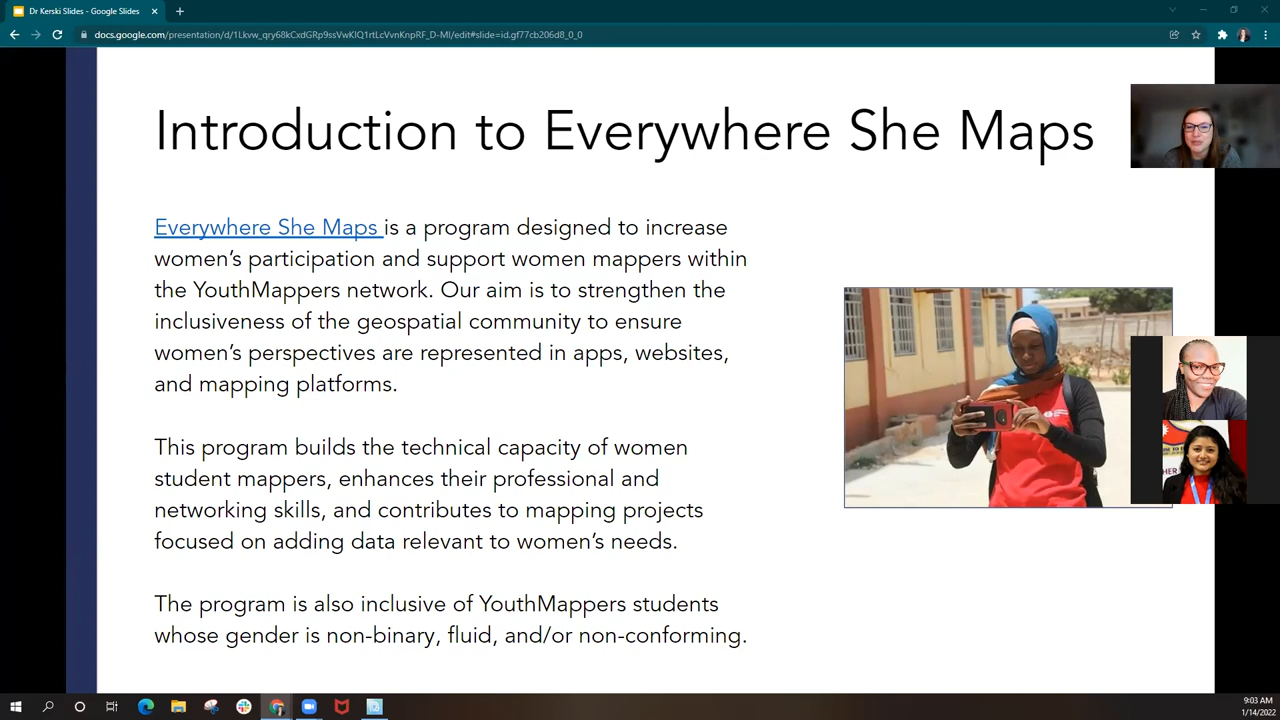 Dr Kerski Slides - Google Slides
docs.google.com/presentation/d/1Lkvw_qry68kCxdGRp9ssVwKlQ1rtLcVvnKnpRF_D-MI/edit#slide=id.gf77cb206d8_0_0
Introduction to Everywhere She Maps
Everywhere She Maps is a program designed to increase
women’s participation and support women mappers within
the YouthMappers network. Our aim is to strengthen the
inclusiveness of the geospatial community to ensure
women’s perspectives are represented in apps, websites,
and mapping platforms.
This program builds the technical capacity of women
student mappers, enhances their professional and
networking skills, and contributes to mapping projects
focused on adding data relevant to women’s needs.
The program is also inclusive of YouthMappers students
whose gender is non-binary, fluid, and/or non-conforming.
9:03 AM
1/14/2022